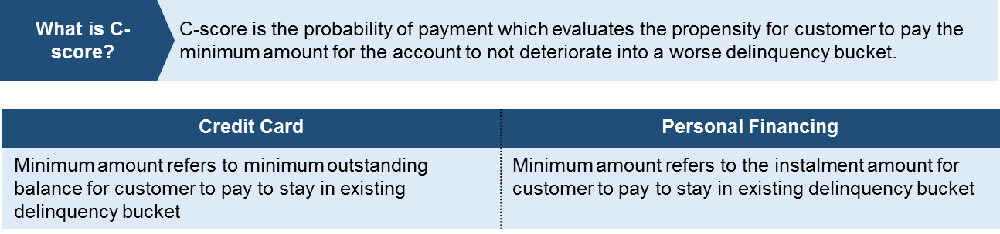 What is C-
score?
C-score is the probability of payment which evaluates the propensity for customer to pay the
minimum amount for the account to not deteriorate into a worse delinquency bucket.
Credit Card
Personal Financing
Minimum amount refers to minimum outstanding
balance for customer to pay to stay in existing
delinquency bucket
Minimum amount refers to the instalment amount for
customer to pay to stay in existing delinquency bucket